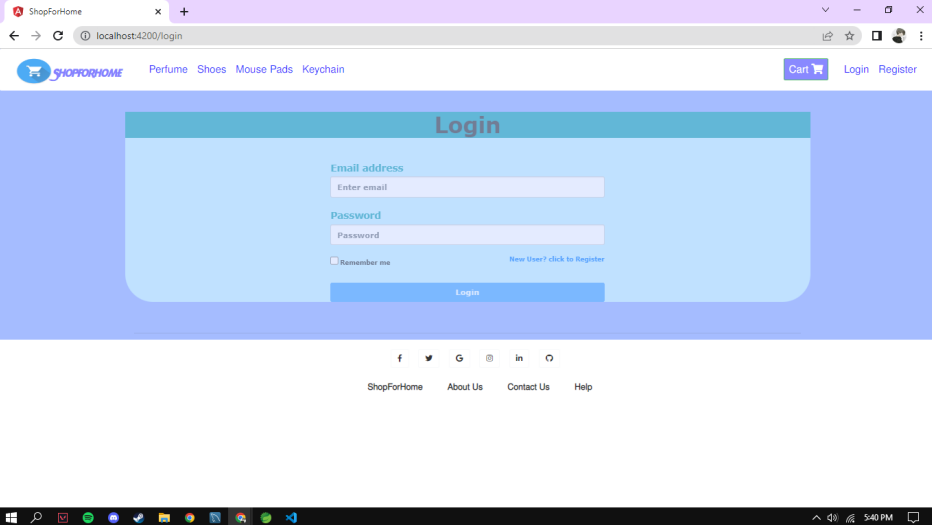 ShopForHome
localhost:4200/login
SHOPFORHOME
Perfume Shoes Mouse Pads Keychain
Cart Login Register
Login
Email address
Enter email
Password
Password
Remember me
New User? click to Register
Login
ShopForHome About Us Contact Us Help
5:40 PM